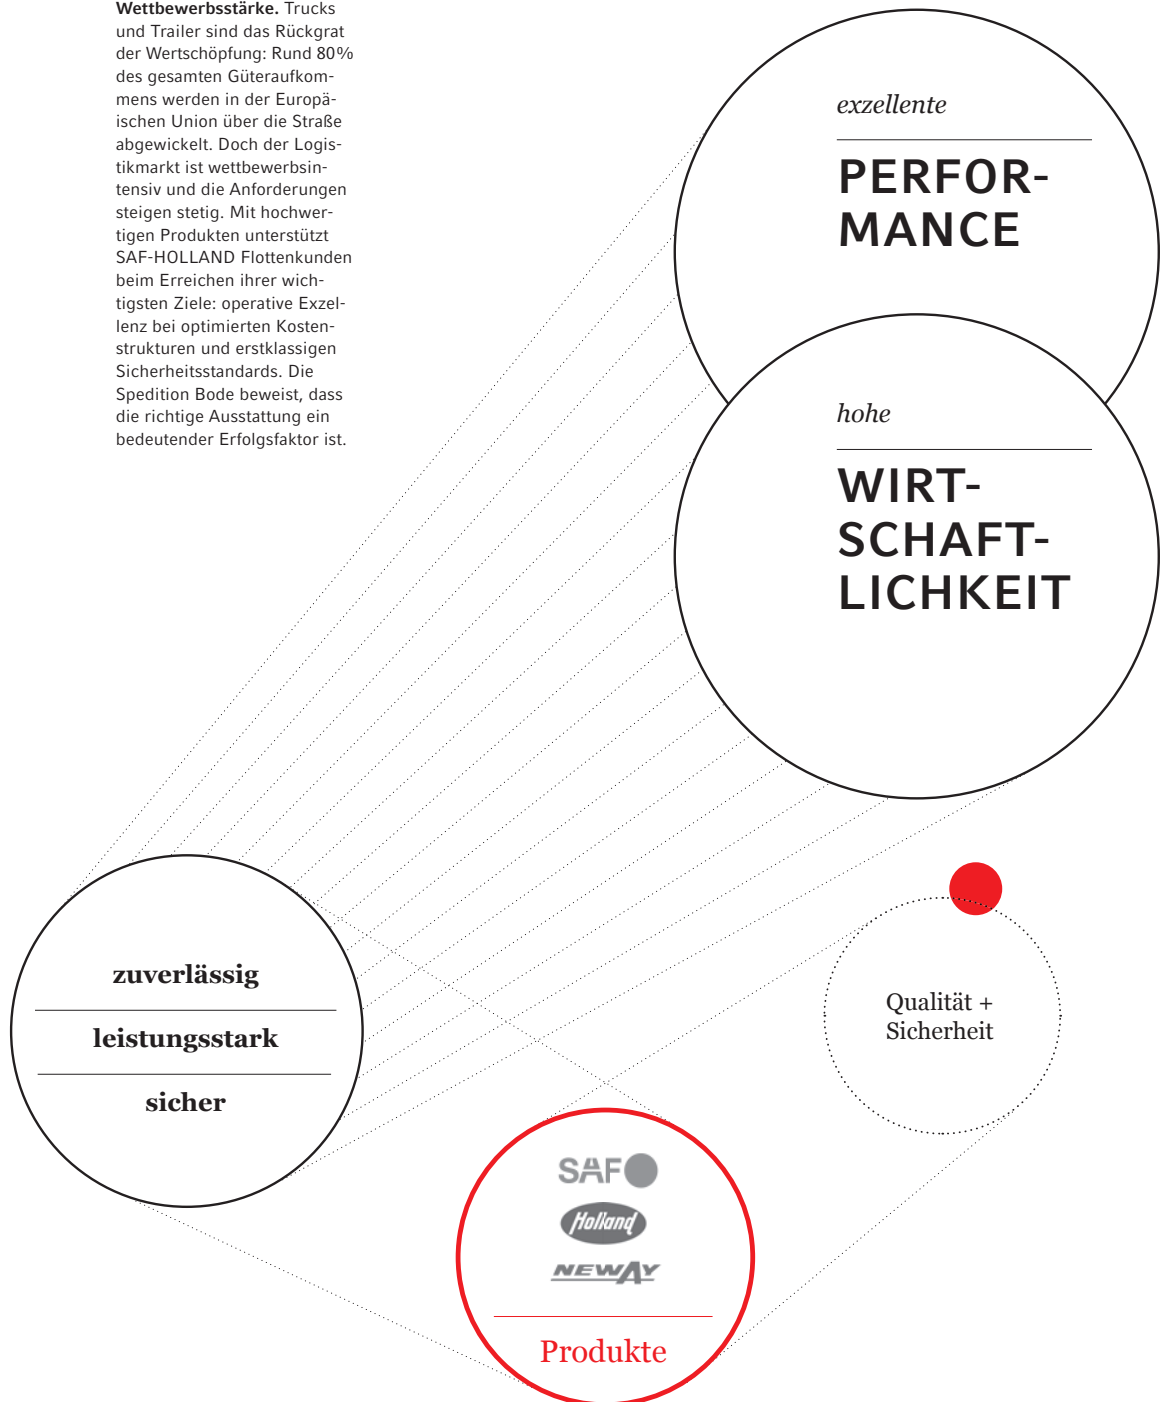 Wettbewerbsstärke. Trucks
und Trailer sind das Rückgrat
der Wertschöpfung: Rund 80%
des gesamten Güteraufkom-
mens werden in der Europä-
ischen Union über die Straße
abgewickelt. Doch der Logis-
tikmarkt ist wettbewerbsin-
tensiv und die Anforderungen
steigen stetig. Mit hochwer-
tigen Produkten unterstützt
SAF-HOLLAND Flottenkunden
beim Erreichen ihrer wich-
tigsten Ziele: operative Exzel-
lenz bei optimierten Kosten-
strukturen und erstklassigen
Sicherheitsstandards. Die
Spedition Bode beweist, dass
die richtige Ausstattung ein
bedeutender Erfolgsfaktor ist.
exzellente
PERFOR-
MANCE
hohe
WIRT-
SCHAFT-
LICHKEIT
zuverlässig
leistungsstark
sicher
Qualität +
Sicherheit
SAF
Holland
NEWAY
Produkte